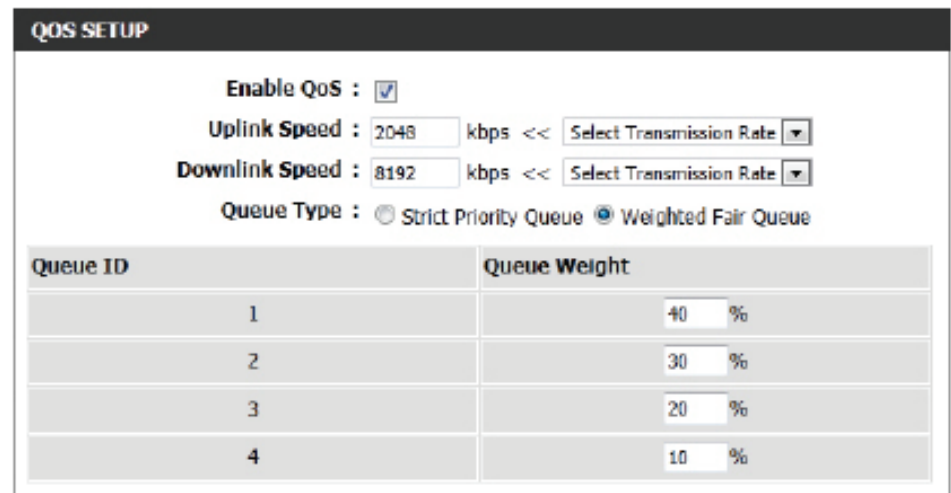 QOS SETUP
Enable QoS :
Uplink Speed : 2048 kbps << Select Transmission Rate
Downlink Speed : 8192 kbps << Select Transmission Rate
Queue Type : Strict Priority Queue Weighted Fair Queue
Queue ID Queue Weight
1 40 %
2 30 %
3 20 %
4 10 %